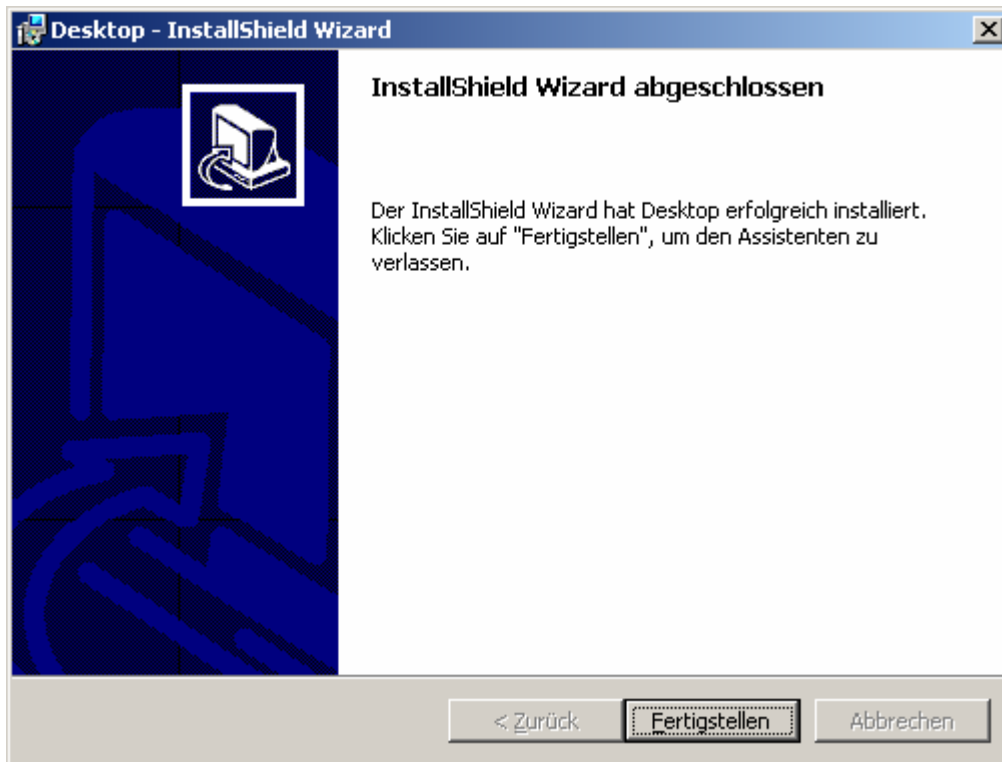 Desktop - InstallShield Wizard
InstallShield Wizard abgeschlossen
Der InstallShield Wizard hat Desktop erfolgreich installiert.
Klicken Sie auf "Fertigstellen", um den Assistenten zu
verlassen.
< Zurück
Fertigstellen
Abbrechen